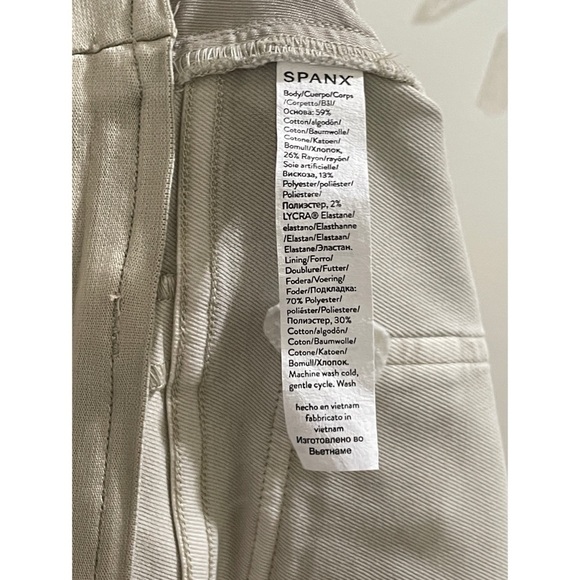 SPANX
Body/Cuerpo/Corps
/Corpetto/Bål/
Основа: 59%
Cotton/algodón/
Coton/Baumwolle/
Cotone/Katoen/
Bomull/Хлопок,
26% Rayon/rayón/
Soie artificielle/
Вискоза, 13%
Polyester/poliéster/
Poliestere/
Полиэстер, 2%
LYCRA® Elastane/
elastano/Elasthanne
/Elastan/Elastaan/
Elastane/Эластан.
Lining/Forro/
Doublure/Futter/
Fodera/Voering/
Foder/Подкладка:
70% Polyester/
poliéster/Poliestere/
Полиэстер, 30%
Cotton/algodón/
Coton/Baumwolle/
Cotone/Katoen/
Bomull/Хлопок.
Machine wash cold,
gentle cycle. Wash
hecho en vietnam
fabbricato in
vietnam
Изготовлено во
Вьетнаме